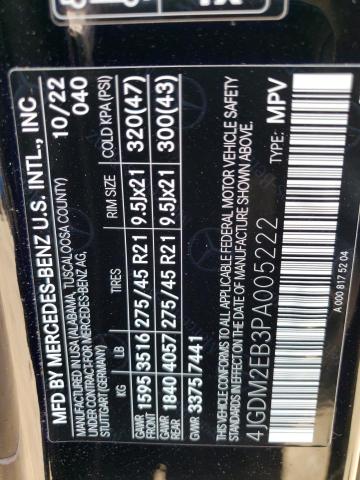 MFD BY MERCEDES-BENZ U.S. INTL., INC
MANUFACTURED IN USA (ALABAMA, TUSCALOOSA COUNTY)
UNDER LICENSE BY MERCEDES-BENZ AG,
STUTTGART (GERMANY)
10/22
040
KG LB TIRES RIM SIZE COLD KPA (PSI)
GAWR FRONT 1595 3516 275/45 R21 9.5Jx21 320(47)
GAWR REAR 1840 4057 275/45 R21 9.5Jx21 300(43)
GVWR 3375 7441
THIS VEHICLE CONFORMS TO ALL APPLICABLE FEDERAL MOTOR VEHICLE SAFETY
STANDARDS IN EFFECT ON THE DATE OF MANUFACTURE SHOWN ABOVE.
4JGDM2EB3PA005222 TYPE: MPV
A 000 817 52 04